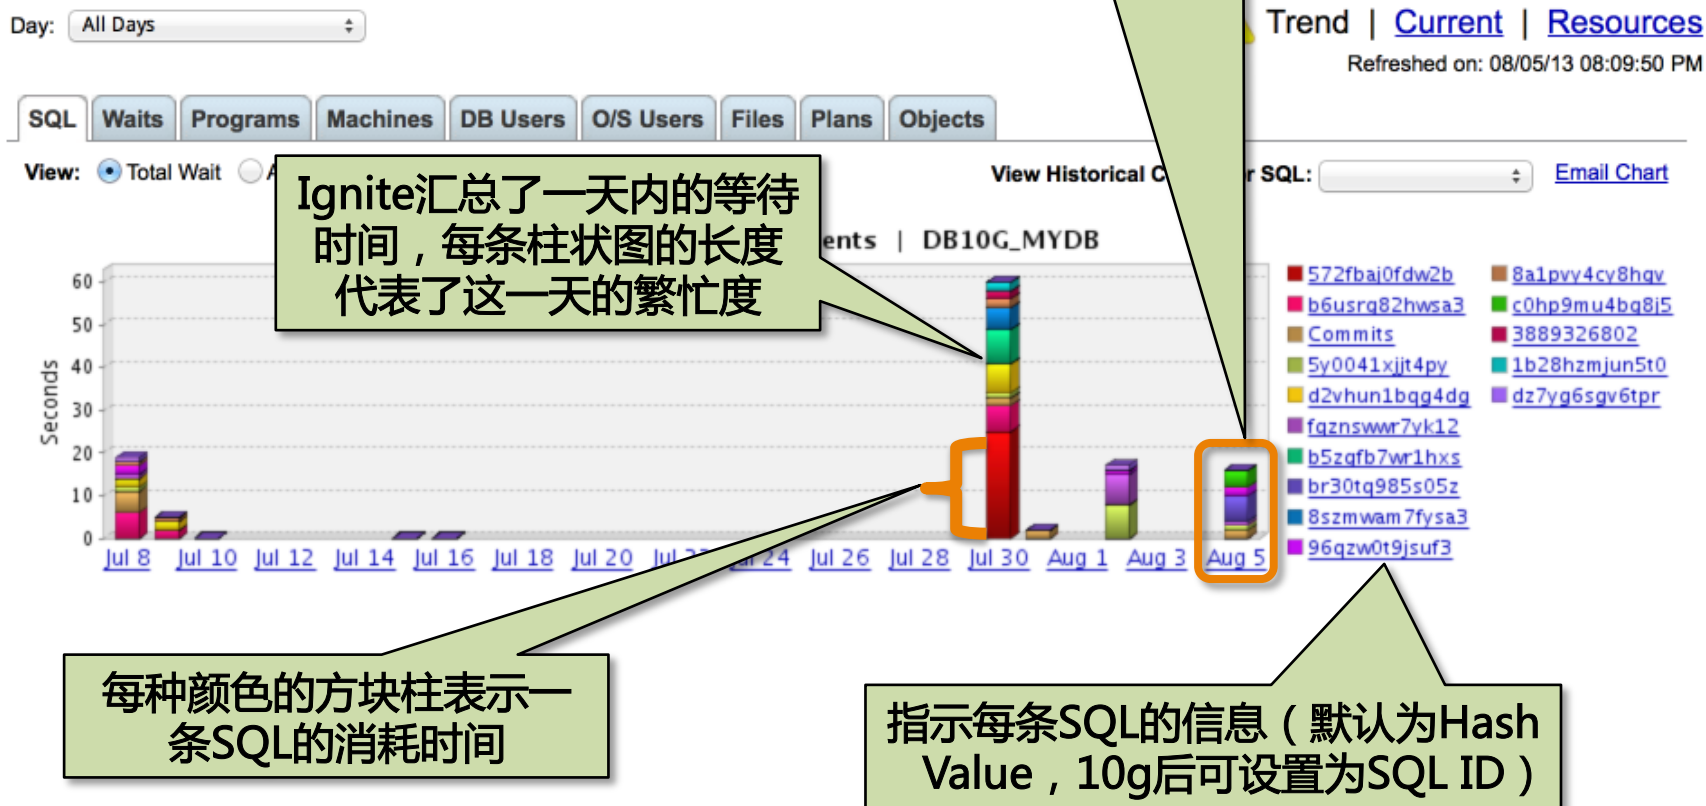 Day: All Days
Trend | Current | Resources
Refreshed on: 08/05/13 08:09:50 PM
SQL Waits Programs Machines DB Users O/S Users Files Plans Objects
View: Total Wait
View Historical SQL:
Email Chart
Ignite汇总了一天内的等待
时间，每条柱状图的长度
代表了这一天的繁忙度
| DB10G_MYDB
Seconds
60
50
40
30
20
10
0
Jul 8 Jul 10 Jul 12 Jul 14 Jul 16 Jul 18 Jul 20 24 Jul 26 Jul 28 Jul 30 Aug 1 Aug 3 Aug 5
572fbaj0fdw2b
b6usrg82hwsa3
Commits
5y0041xjjt4py
d2vhun1bqg4dg
fqznswwr7yk12
b5zqfb7wr1hxs
br30tq985s05z
8szmwam7fysa3
96qzw0t9jsuf3
8a1pvy4cy8hqv
c0hp9mu4bg8j5
3889326802
1b28hzmjun5t0
dz7yg6sgv6tpr
每种颜色的方块柱表示一
条SQL的消耗时间
指示每条SQL的信息（默认为Hash
Value，10g后可设置为SQL ID）